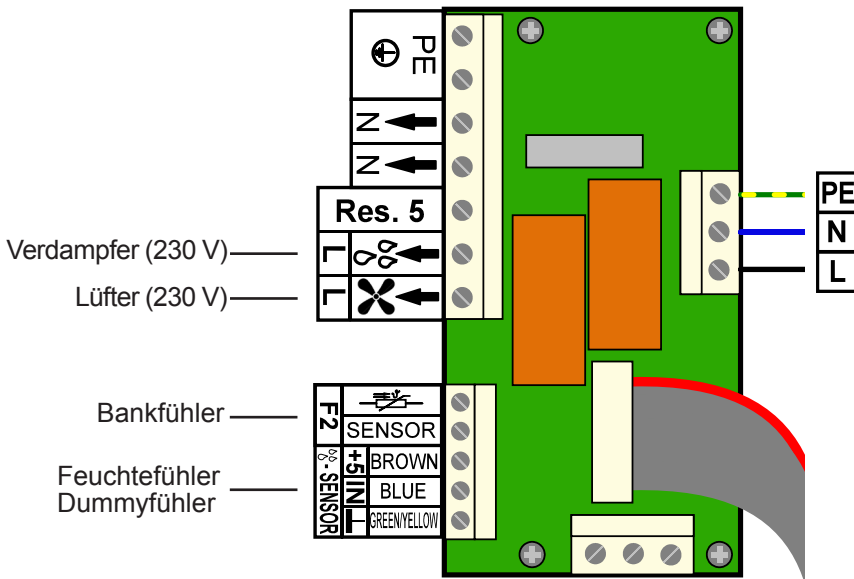 PE
N
N
Res. 5
Verdampfer (230 V)
L
Lüfter (230 V)
L
PE
N
L
Bankfühler
F2
SENSOR
Feuchtefühler
Dummyfühler
- SENSOR
+5
BROWN
IN
BLUE
GREEN/YELLOW